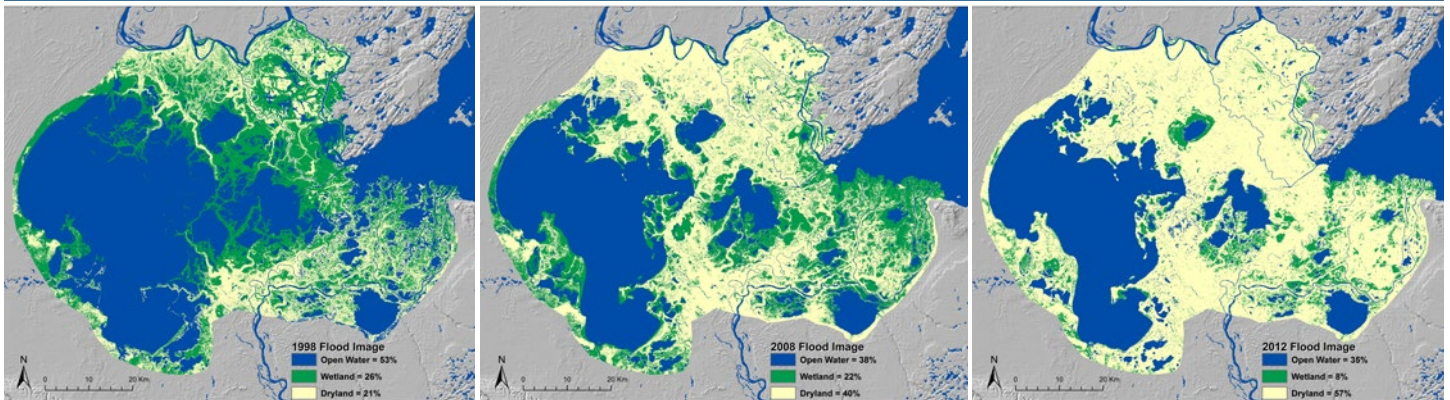 1998 Flood Image
Open Water = 53%
Wetland = 26%
Dryland = 21%
N
0 10 20 Km
2008 Flood Image
Open Water = 38%
Wetland = 22%
Dryland = 40%
N
0 10 20 Km
2012 Flood Image
Open Water = 35%
Wetland = 8%
Dryland = 57%
N
0 10 20 Km